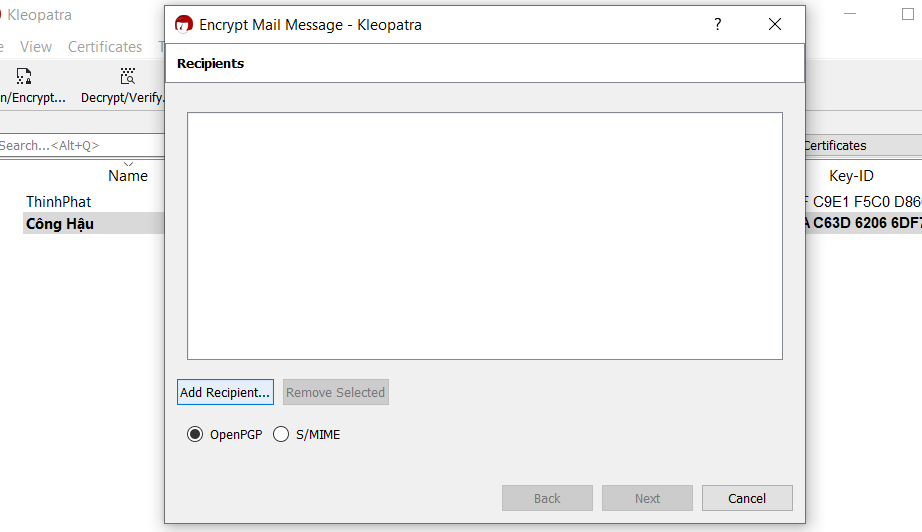 Kleopatra
Encrypt Mail Message - Kleopatra
?
View Certificates
Recipients
n/Encrypt... Decrypt/Verify.
Search...<Alt+Q>
Certificates
Name
Key-ID
ThinhPhat
C9E1 F5C0 D86
Công Hậu
C63D 6206 6DF7
Add Recipient...
Remove Selected
OpenPGP
S/MIME
Back
Next
Cancel